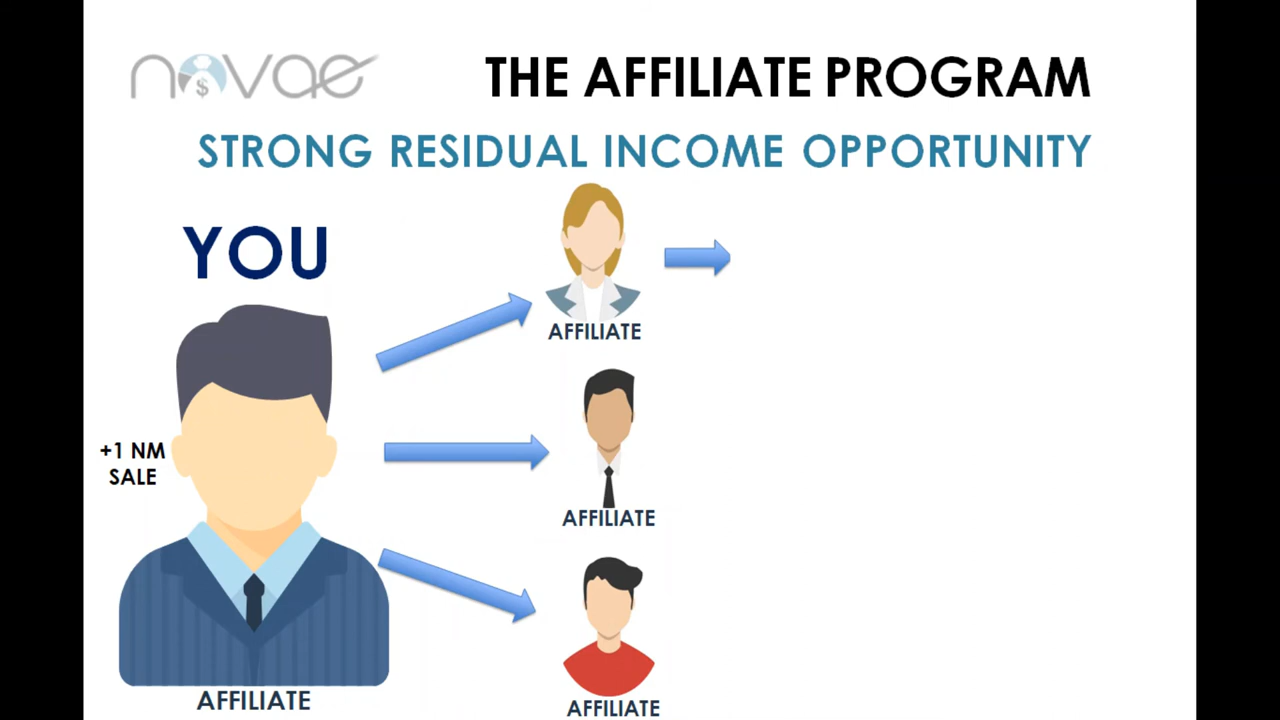 novae
$
THE AFFILIATE PROGRAM
STRONG RESIDUAL INCOME OPPORTUNITY
YOU
AFFILIATE
+1 NM
SALE
AFFILIATE
AFFILIATE
AFFILIATE